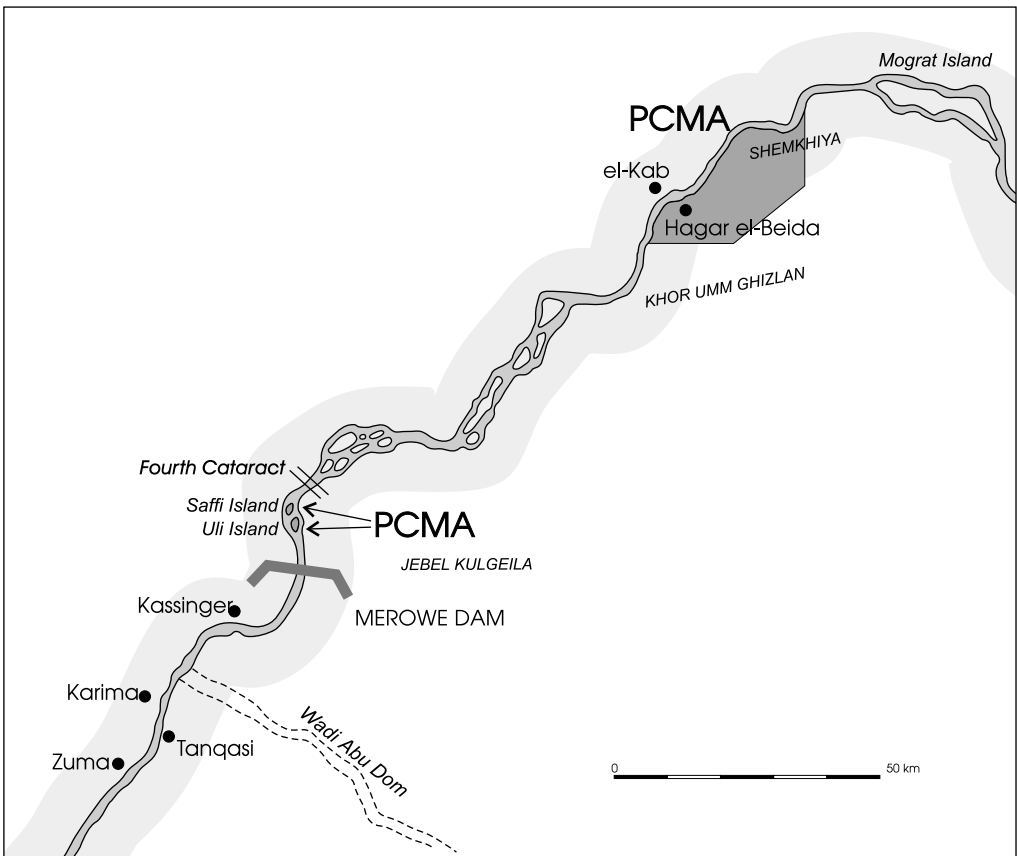 Mograt Island
PCMA
SHEMKHIYA
el-Kab
Hagar el-Beida
KHOR UMM GHIZLAN
Fourth Cataract
Saffi Island
Uli Island
PCMA
JEBEL KULGEILA
Kassinger
MEROWE DAM
Karima
Wadi Abu Dom
Tanqasi
Zuma
0 50 km